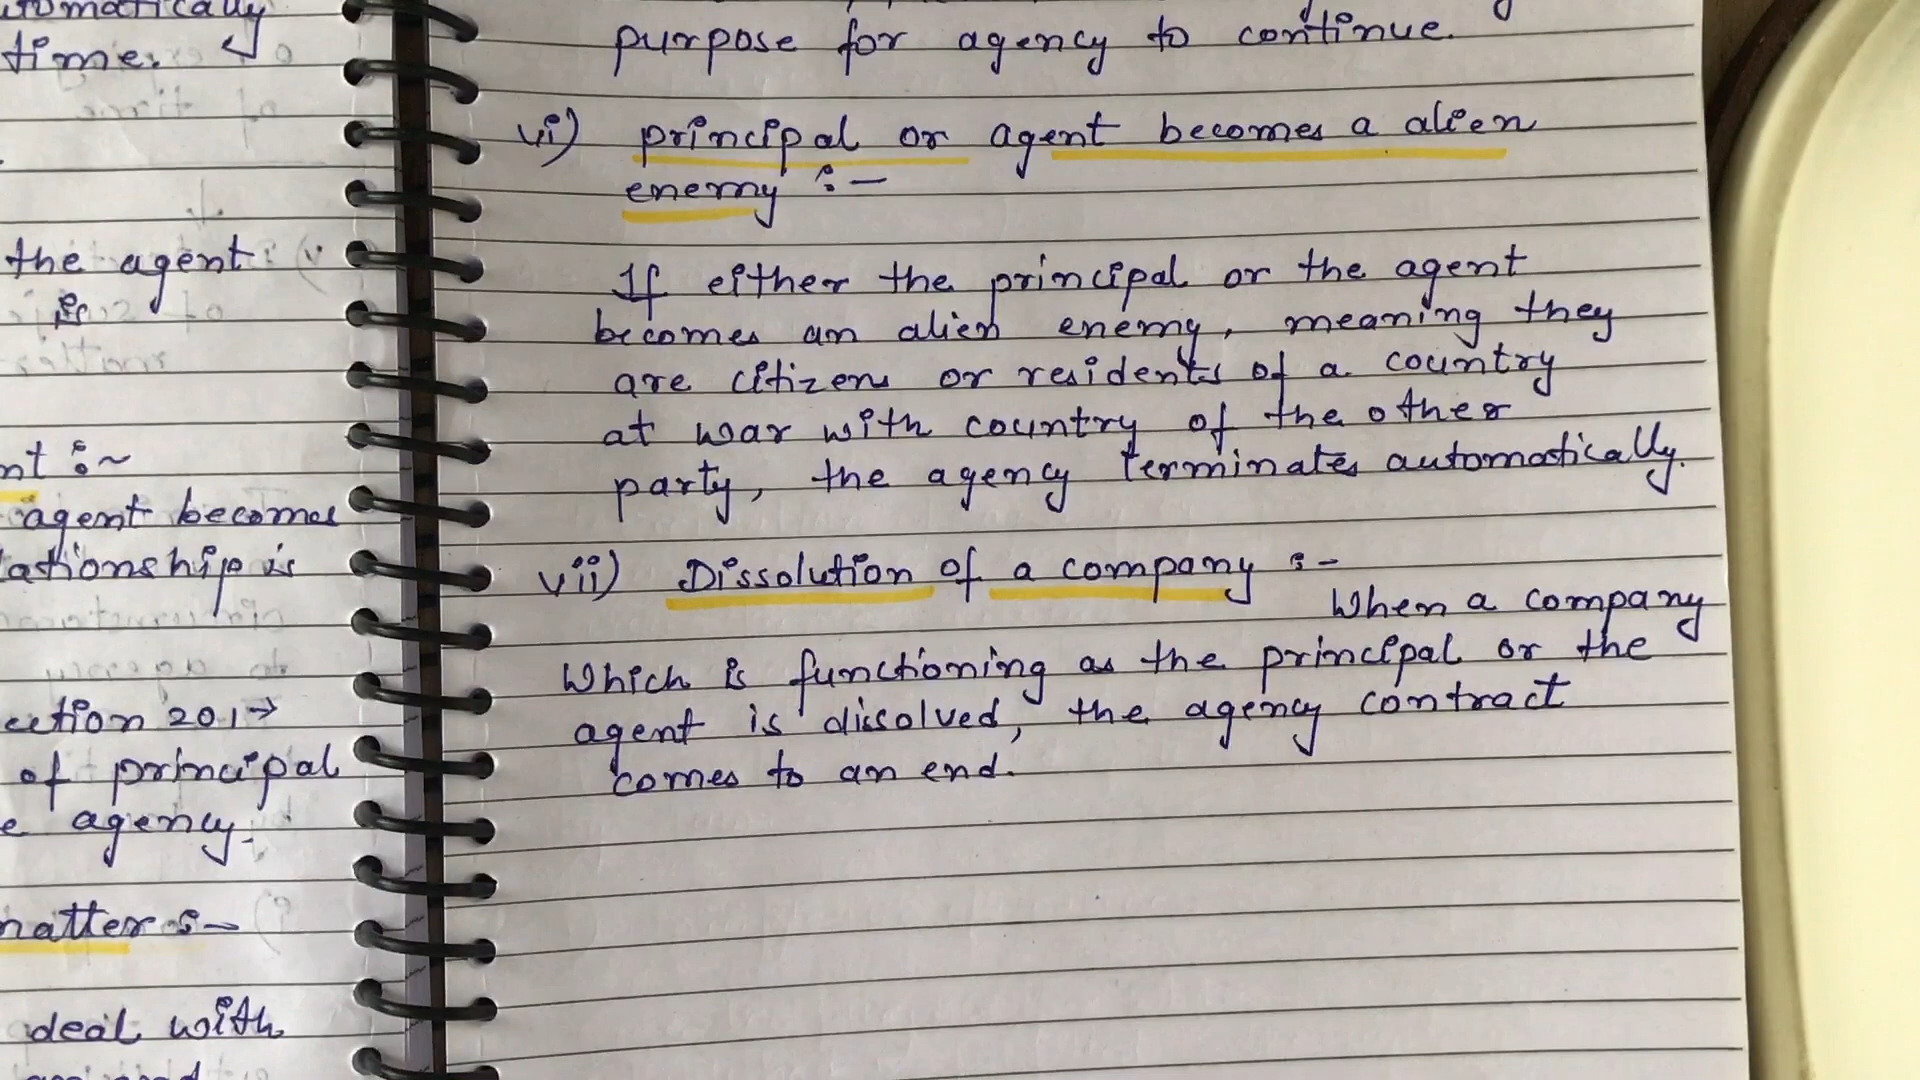 time.
the agent:
is
nt :~
agent becomes
ationship is
ection 201→
of principal
e agency.
natter :-
deal with
purpose for agency to continue.
vi) principal or agent becomes a alien
enemy :-
If either the principal or the agent
becomes an alien enemy, meaning they
are citizens or residents of a country
at war with country of the other
party, the agency terminates automatically.
vii) Dissolution of a company :-
When a company
which is functioning as the principal or the
agent is dissolved, the agency contract
comes to an end.